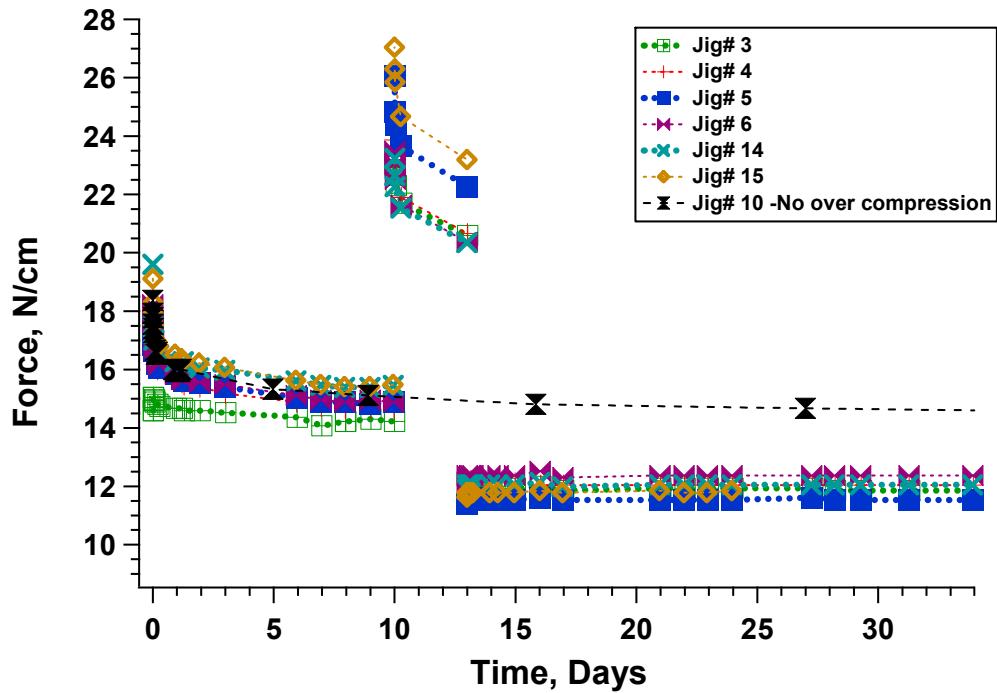 28
26
24
22
20
18
16
14
12
10
Force, N/cm
0 5 10 15 20 25 30
Time, Days
Jig# 3
Jig# 4
Jig# 5
Jig# 6
Jig# 14
Jig# 15
Jig# 10 -No over compression